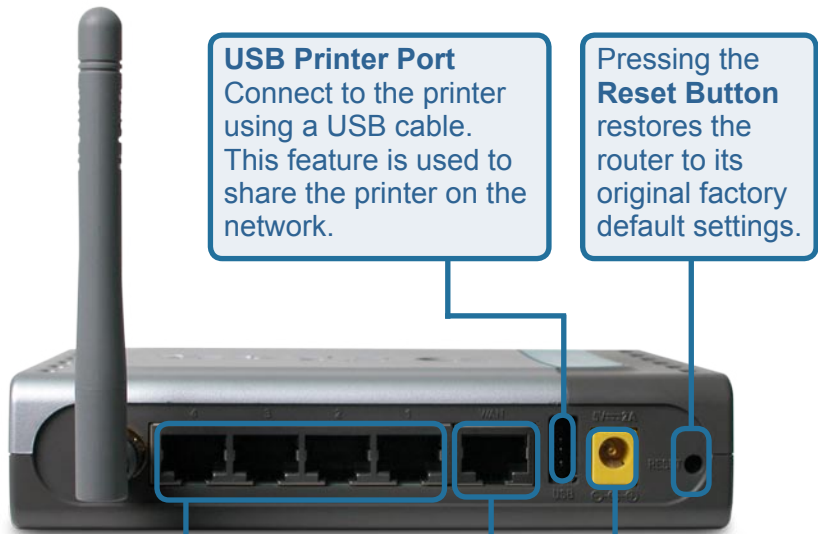 USB Printer Port
Connect to the printer
using a USB cable.
This feature is used to
share the printer on the
network.
Pressing the
Reset Button
restores the
router to its
original factory
default settings.
4
3
2
1
WAN
USB
5V 2A
RESET